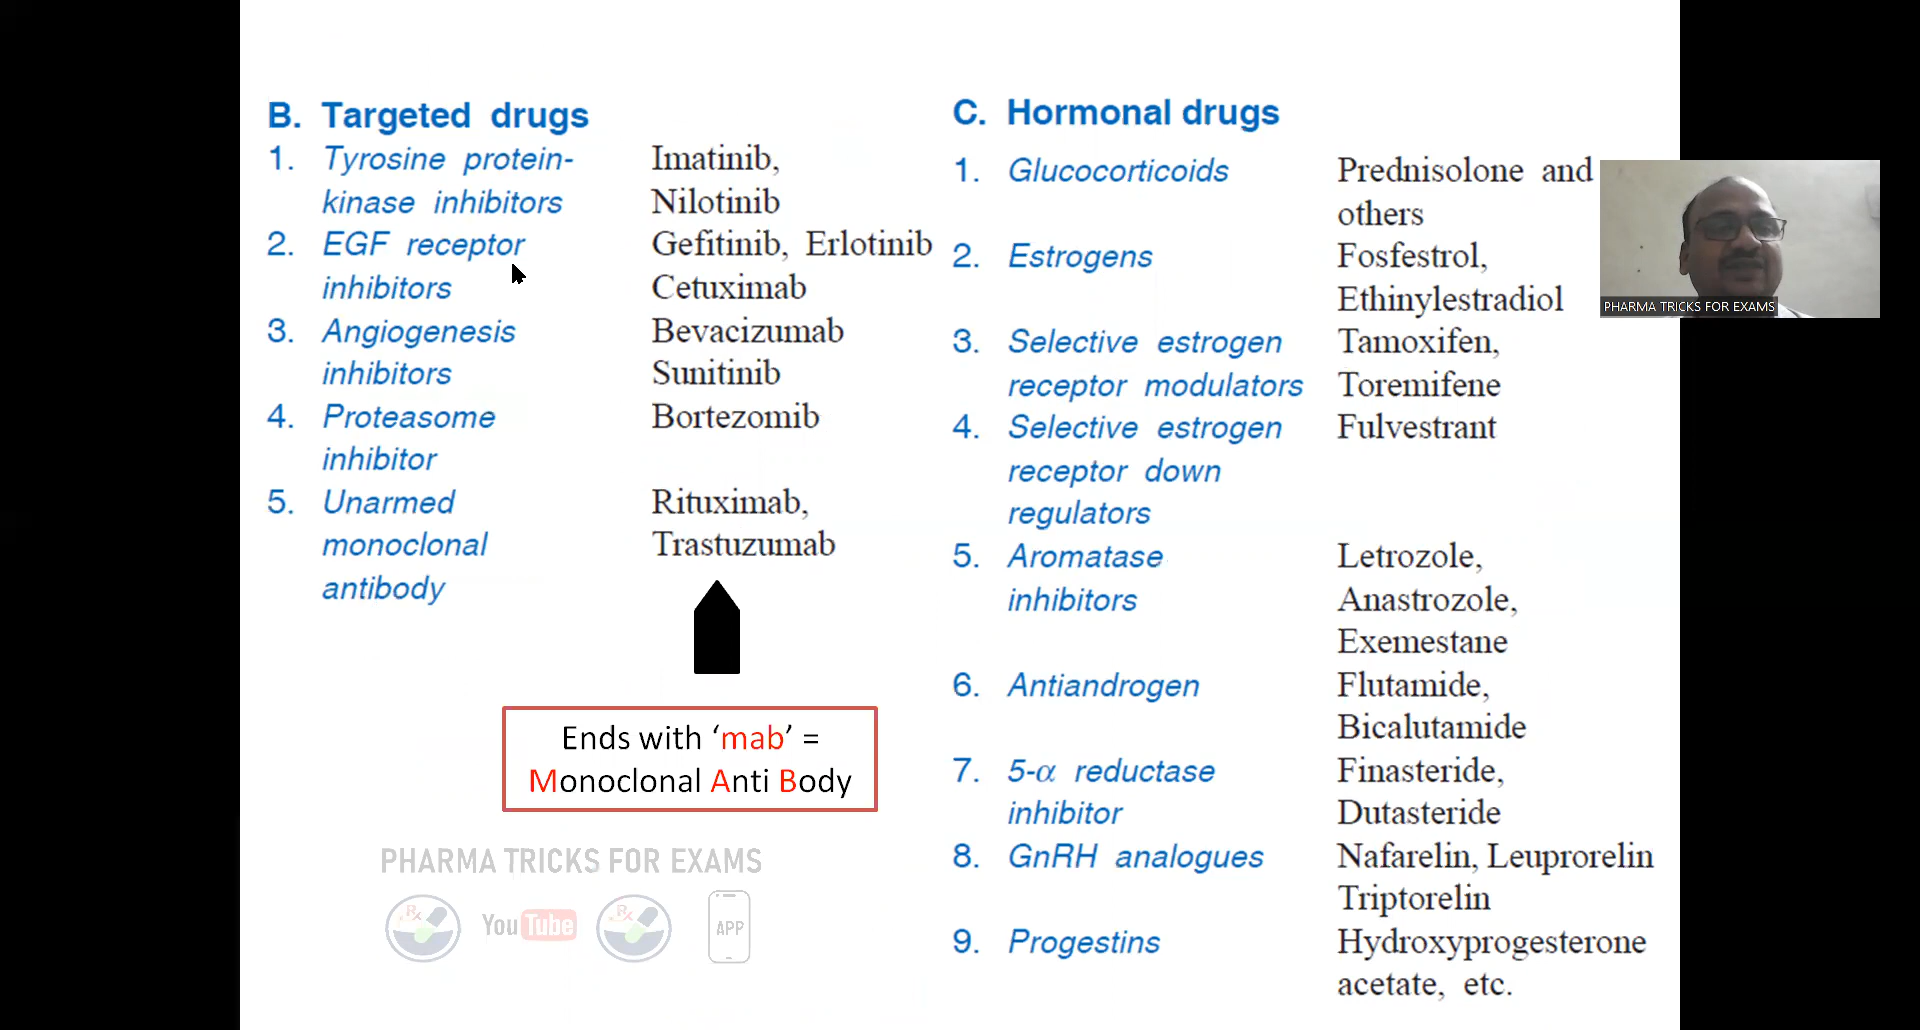 B. Targeted drugs
1. Tyrosine protein- Imatinib,
kinase inhibitors Nilotinib
2. EGF receptor Gefitinib, Erlotinib
inhibitors Cetuximab
3. Angiogenesis Bevacizumab
inhibitors Sunitinib
4. Proteasome Bortezomib
inhibitor
5. Unarmed Rituximab,
monoclonal Trastuzumab
antibody
Ends with ‘mab’ =
Monoclonal Anti Body
PHARMA TRICKS FOR EXAMS
Rx YouTube Rx APP
C. Hormonal drugs
1. Glucocorticoids Prednisolone and
others
2. Estrogens Fosfestrol,
Ethinylestradiol
3. Selective estrogen Tamoxifen,
receptor modulators Toremifene
4. Selective estrogen Fulvestrant
receptor down
regulators
5. Aromatase Letrozole,
inhibitors Anastrozole,
Exemestane
6. Antiandrogen Flutamide,
Bicalutamide
7. 5-α reductase Finasteride,
inhibitor Dutasteride
8. GnRH analogues Nafarelin, Leuprorelin
Triptorelin
9. Progestins Hydroxyprogesterone
acetate, etc.
PHARMA TRICKS FOR EXAMS